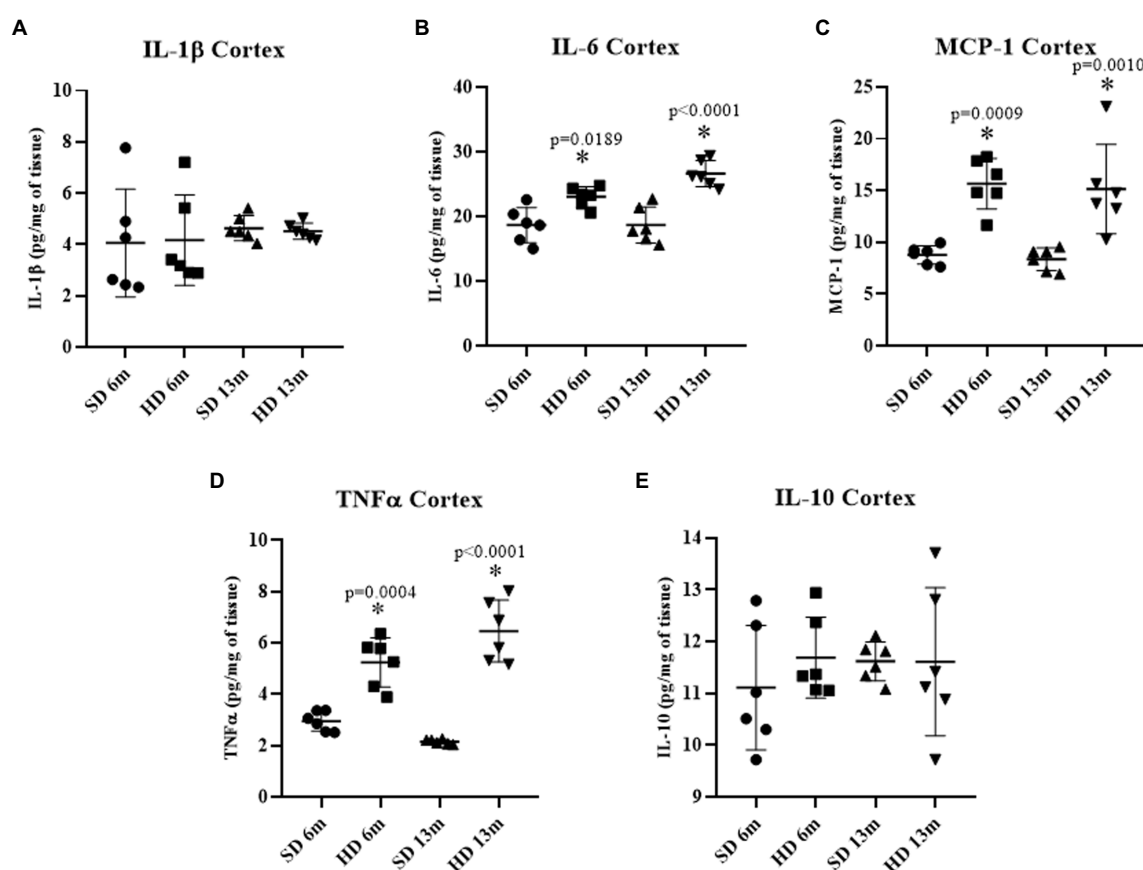 A
IL-1β Cortex
IL-1β (pg/mg of tissue)
10
8
6
4
2
0
SD 6m
HD 6m
SD 13m
HD 13m
B
IL-6 Cortex
IL-6 (pg/mg of tissue)
40
30
20
10
0
p=0.0189
*
p<0.0001
*
SD 6m
HD 6m
SD 13m
HD 13m
C
MCP-1 Cortex
MCP-1 (pg/mg of tissue)
25
20
15
10
5
0
p=0.0009
*
p=0.0010
*
SD 6m
HD 6m
SD 13m
HD 13m
D
TNFα Cortex
TNFα (pg/mg of tissue)
10
8
6
4
2
0
p=0.0004
*
p<0.0001
*
SD 6m
HD 6m
SD 13m
HD 13m
E
IL-10 Cortex
IL-10 (pg/mg of tissue)
14
13
12
11
10
9
SD 6m
HD 6m
SD 13m
HD 13m